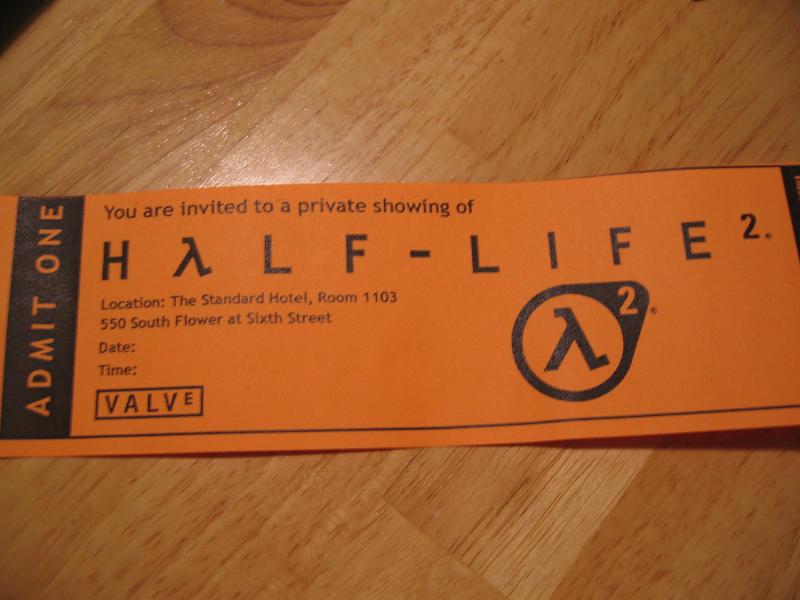 ADMIT ONE
You are invited to a private showing of
HλLF-LIFE 2®
Location: The Standard Hotel, Room 1103
550 South Flower at Sixth Street
Date:
Time:
VALVE
λ2®